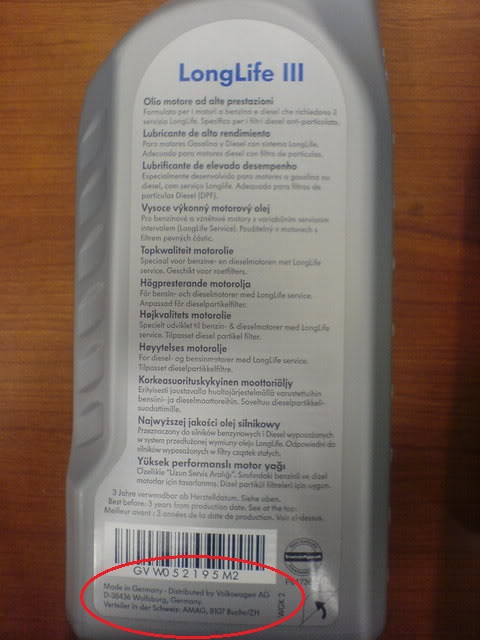 LongLife III
Olio motore ad alte prestazioni
Formulato per i motori a benzina e diesel che richiedono il
servizio LongLife. Specifico per i filtri diesel anti-particolato.
Lubricante de alto rendimiento
Para motores Gasolina y Diesel con sistema LongLife.
Adecuado para motores diesel con filtro de partículas.
Lubrificante de elevado desempenho
Especialmente desenvolvido para motores a gasolina ou
diesel, com serviço Longlife. Adequado para filtros de
partículas Diesel (DPF).
Vysoce výkonný motorový olej
Pro benzinové a vznětové motory s variabilním servisním
intervalem (LongLife Service). Použitelný v motorech s
filtrem pevných částic.
Topkwaliteit motorolie
Speciaal voor benzine- en dieselmotoren met LongLife
service. Geschikt voor roetfilters.
Högpresterande motorolja
För bensin- och dieselmotorer med LongLife service.
Anpassad för dieselpartikelfilter.
Højkvalitets motorolie
Specielt udviklet til benzin- & dieselmotorer med LongLife
service. Tilpasset diesel partikel filter.
Høyytelses motorolje
For diesel- og bensinmotorer med LongLife service.
Tilpasset dieselpartikkelfiltre.
Korkeasuorituskykyinen moottoriöljy
Erityisesti joustavalla huoltojärjestelmällä varustettuihin
bensiini- ja dieselmoottoreihin. Soveltuu dieselpartikkeli-
suodattimille.
Najwyższej jakości olej silnikowy
Przeznaczony do silników benzynowych i Diesel wyposażonych
w system przedłużonej wymiany oleju LongLife. Odpowiedni do
silników wyposażonych w filtry cząstek stałych.
Yüksek performanslı motor yağı
Özellikle "Uzun Servis Aralığı" Sınıfındaki benzinli ve dizel
motorlar için tasarlanmış. Dizel partikül filtreleri için uygun.
3 Jahre verwendbar ab Herstelldatum. Siehe oben.
Best before: 3 years from production date. See at the top.
Meilleur avant: 3 années de la date de production. Voir ci-dessus.
GVW052195M2
Made in Germany - Distributed by Volkswagen AG
D-38436 Wolfsburg, Germany.
Verteiler in der Schweiz: AMAG, 8107 Buchs/ZH
WGK 2